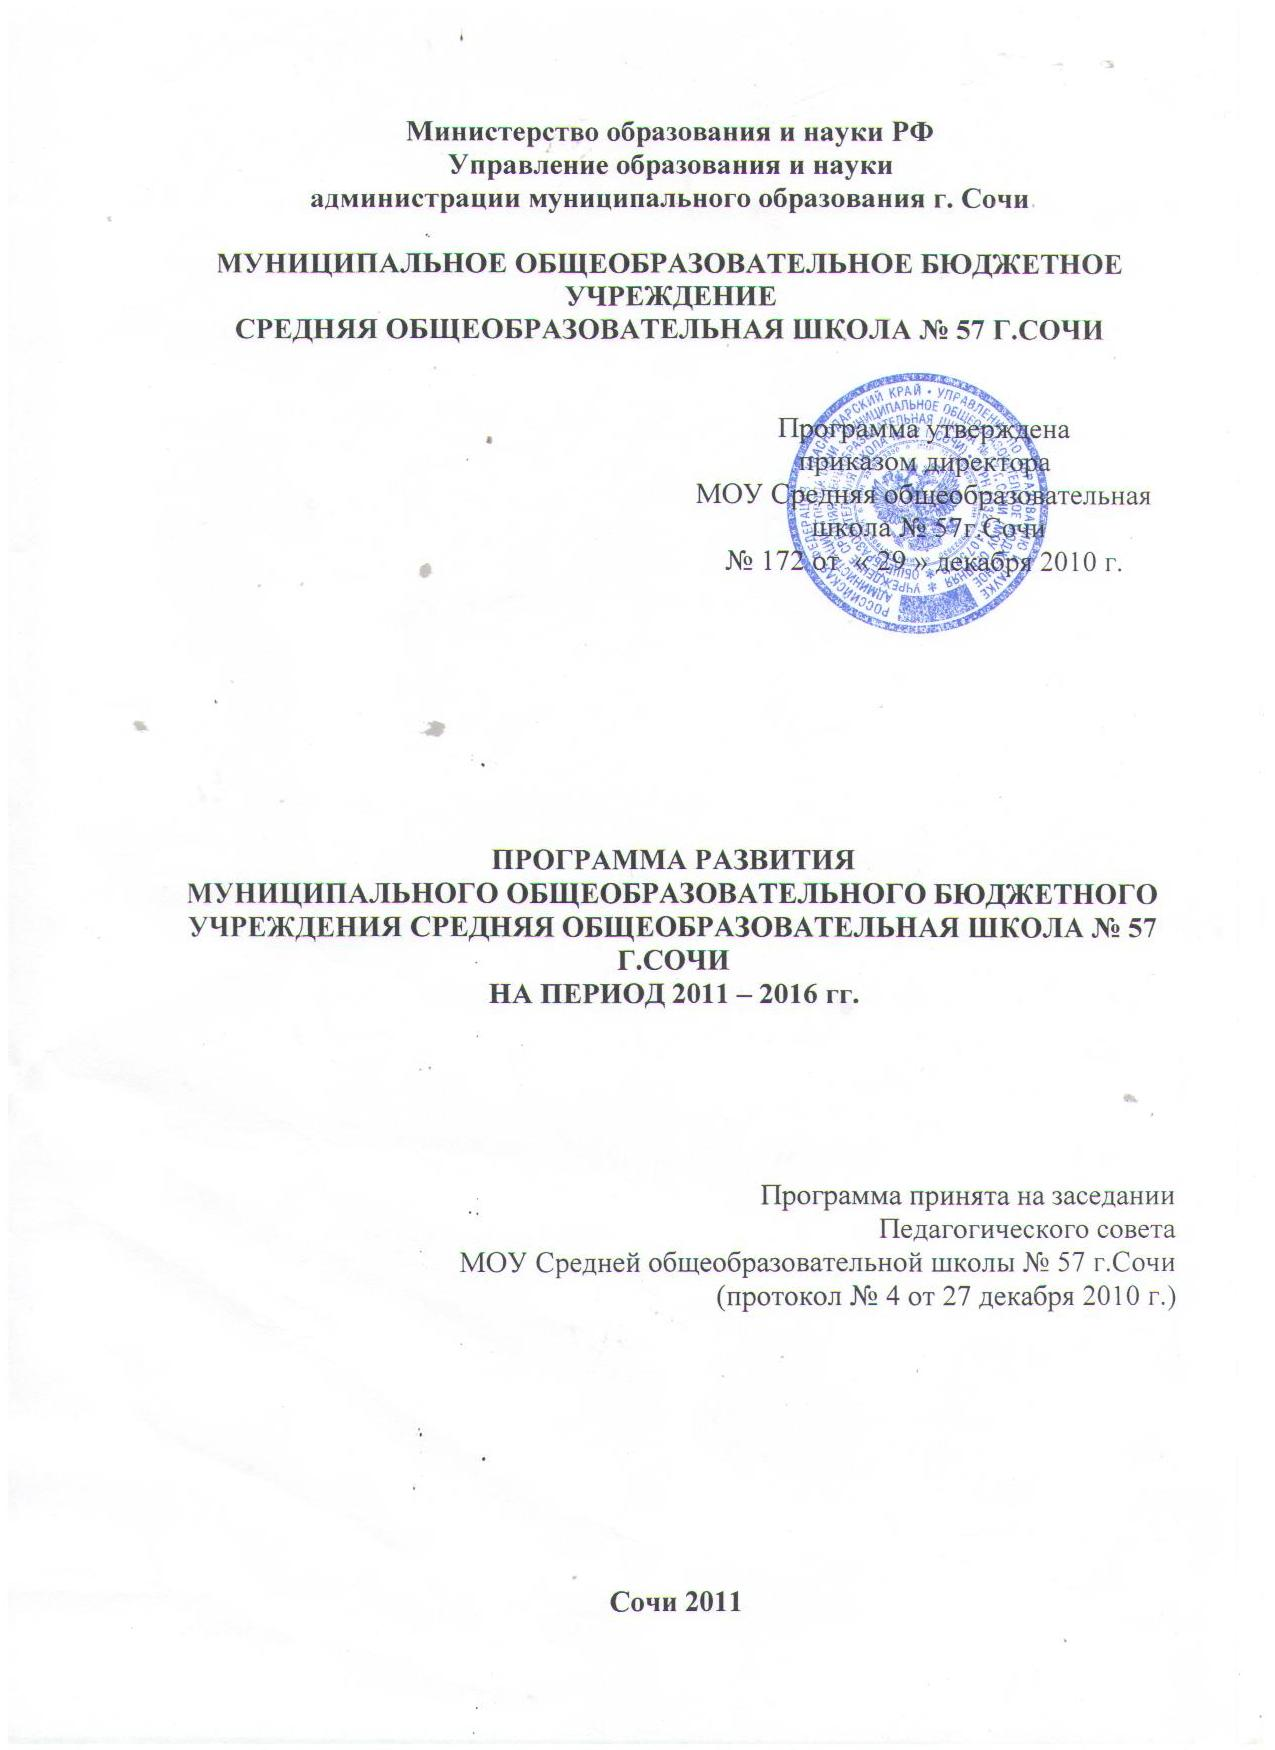 Министерство образования и науки РФ
Управление образования и науки
администрации муниципального образования г. Сочи
МУНИЦИПАЛЬНОЕ ОБЩЕОБРАЗОВАТЕЛЬНОЕ БЮДЖЕТНОЕ
УЧРЕЖДЕНИЕ
СРЕДНЯЯ ОБЩЕОБРАЗОВАТЕЛЬНАЯ ШКОЛА № 57 Г.СОЧИ
Программа утверждена
приказом директора
МОУ Средняя общеобразовательная
школа № 57г.Сочи
№ 172 от « 29 » декабря 2010 г.
ПРОГРАММА РАЗВИТИЯ
МУНИЦИПАЛЬНОГО ОБЩЕОБРАЗОВАТЕЛЬНОГО БЮДЖЕТНОГО
УЧРЕЖДЕНИЯ СРЕДНЯЯ ОБЩЕОБРАЗОВАТЕЛЬНАЯ ШКОЛА № 57
Г.СОЧИ
НА ПЕРИОД 2011 – 2016 гг.
Программа принята на заседании
Педагогического совета
МОУ Средней общеобразовательной школы № 57 г.Сочи
(протокол № 4 от 27 декабря 2010 г.)
Сочи 2011